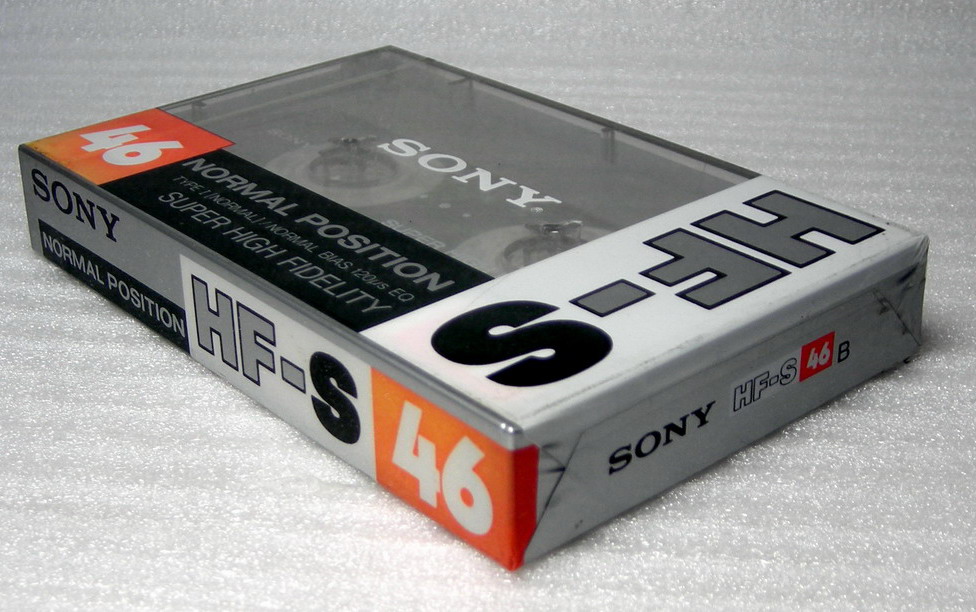 46
SONY
NORMAL POSITION
TYPE I (NORMAL) NORMAL BIAS 120µs EQ
SUPER HIGH FIDELITY
SUPER
HF-S
SONY
NORMAL POSITION
HF-S
46
SONY HF-S 46 B